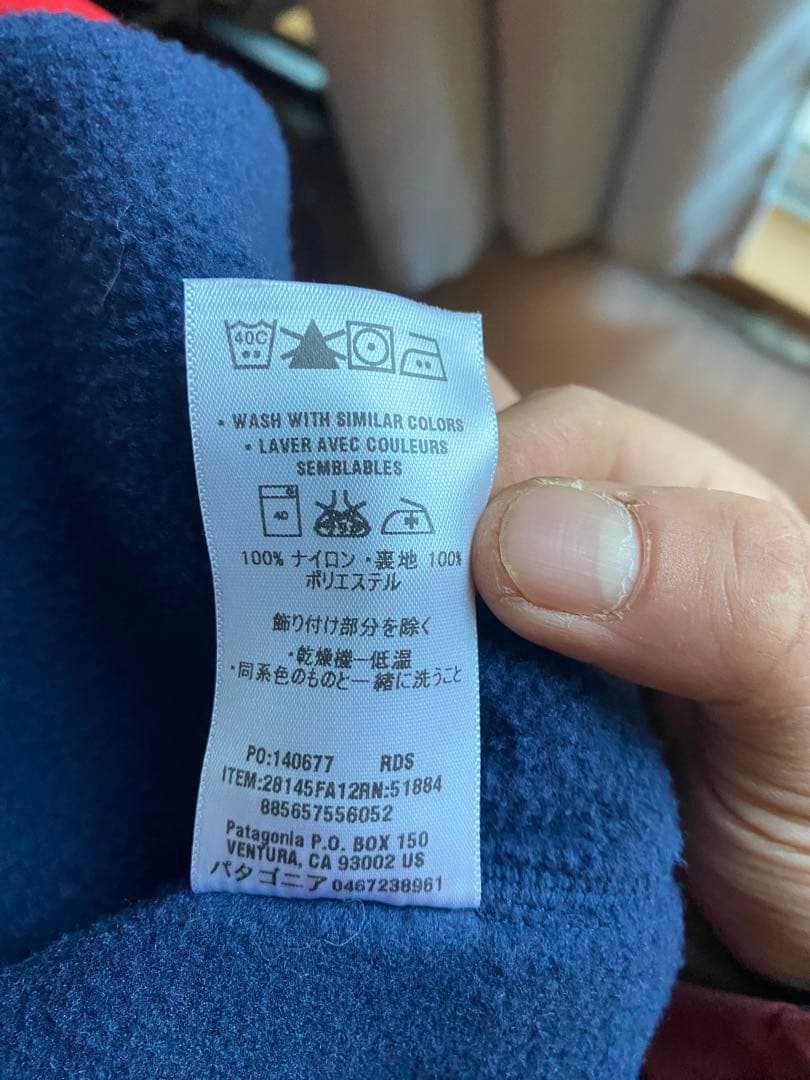 40C
• WASH WITH SIMILAR COLORS
• LAVER AVEC COULEURS
SEMBLABLES
40
中
100% ナイロン・裏地 100%
ポリエステル
飾り付け部分を除く
・乾燥機ー低温
・同系色のものと一緒に洗うこと
PO:140677 RDS
ITEM:28145FA12RN:51884
885657556052
Patagonia P.O. BOX 150
VENTURA, CA 93002 US
パタゴニア 0467238961